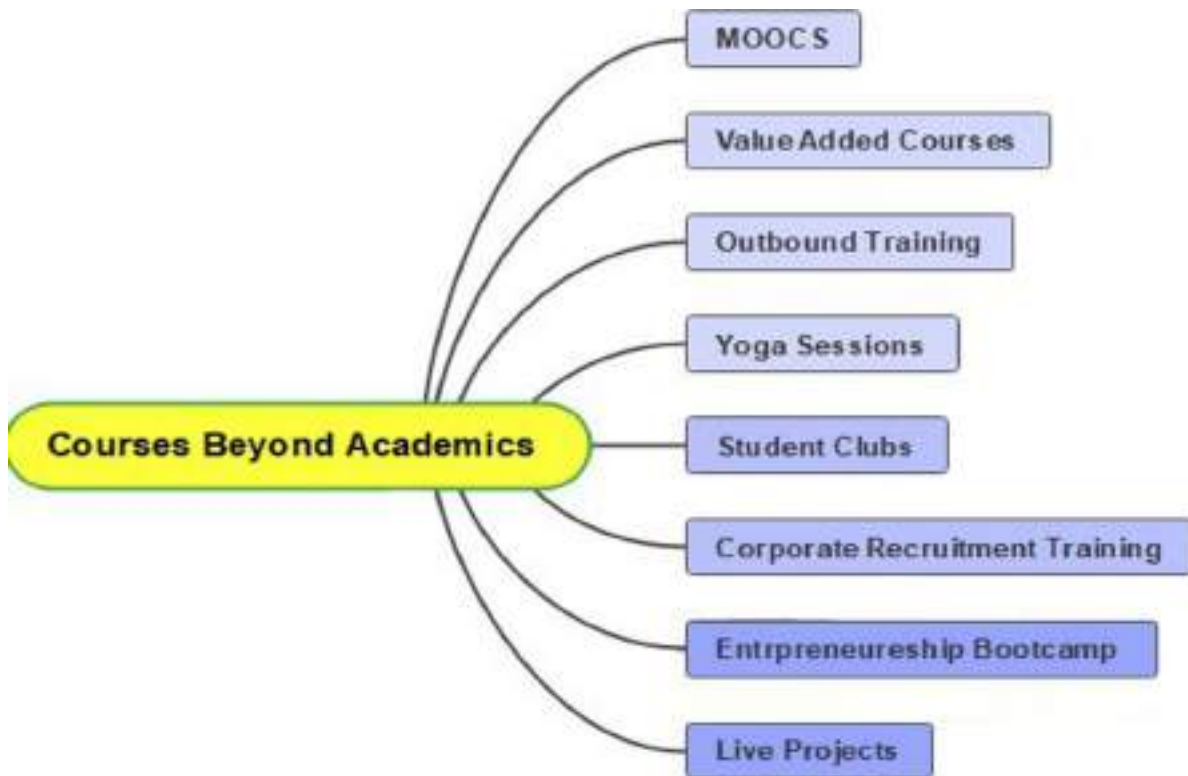 MOOCS
Value Added Courses
Outbound Training
Yoga Sessions
Courses Beyond Academics
Student Clubs
Corporate Recruitment Training
Entrpreneureship Bootcamp
Live Projects